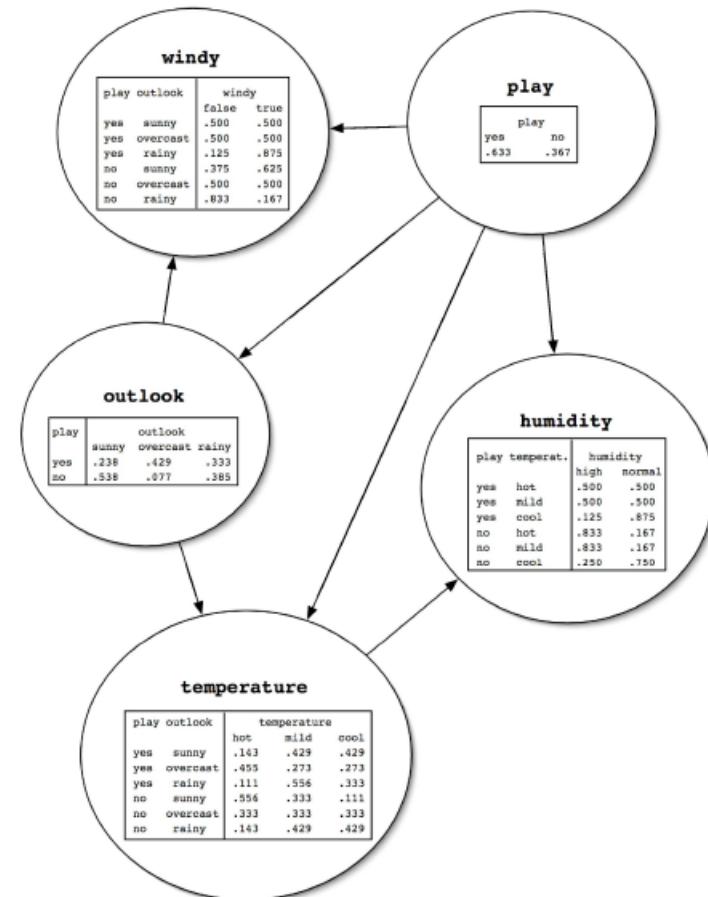 windy
play outlook windy
false true
yes sunny .500 .500
yes overcast .500 .500
yes rainy .125 .875
no sunny .375 .625
no overcast .500 .500
no rainy .833 .167
play
play
yes no
.633 .367
outlook
play outlook
sunny overcast rainy
yes .238 .429 .333
no .538 .077 .385
humidity
play temperat. humidity
high normal
yes hot .500 .500
yes mild .500 .500
yes cool .125 .875
no hot .833 .167
no mild .833 .167
no cool .250 .750
temperature
play outlook temperature
hot mild cool
yes sunny .143 .429 .429
yes overcast .455 .273 .273
yes rainy .111 .556 .333
no sunny .556 .333 .111
no overcast .333 .333 .333
no rainy .143 .429 .429